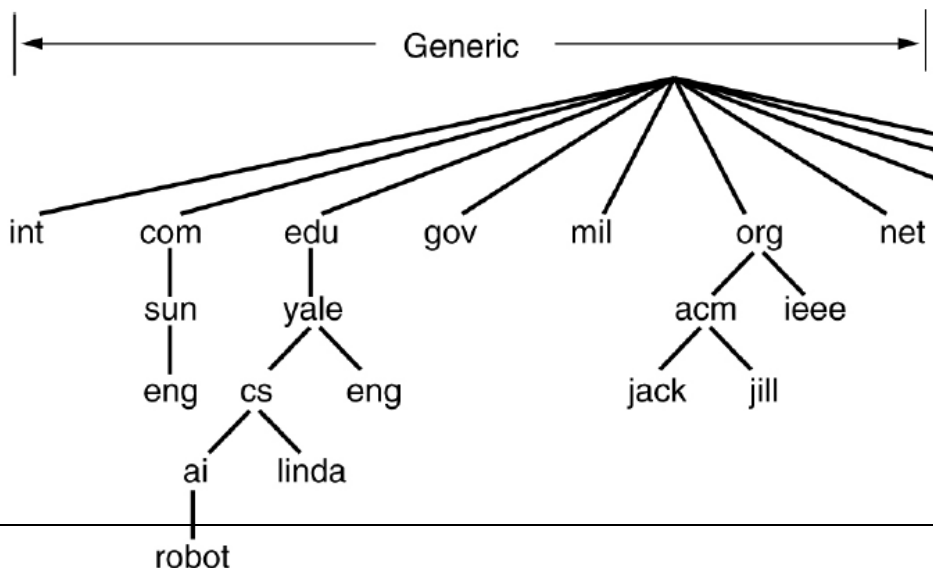 Generic
int com edu gov mil org net
sun yale acm ieee
eng cs eng jack jill
ai linda
robot